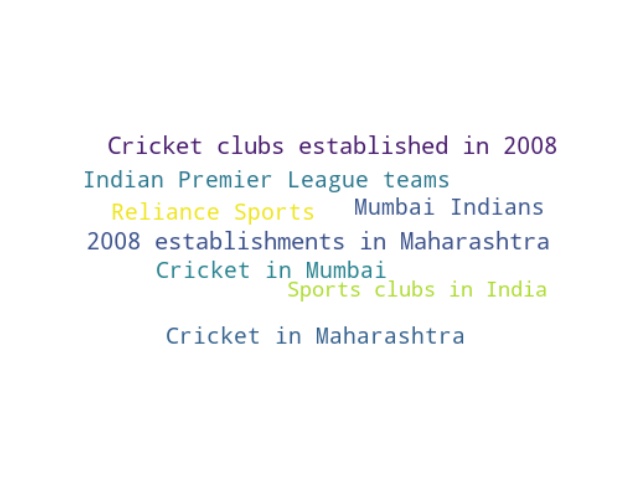 Cricket clubs established in 2008
Indian Premier League teams
Reliance Sports
Mumbai Indians
2008 establishments in Maharashtra
Cricket in Mumbai
Sports clubs in India
Cricket in Maharashtra